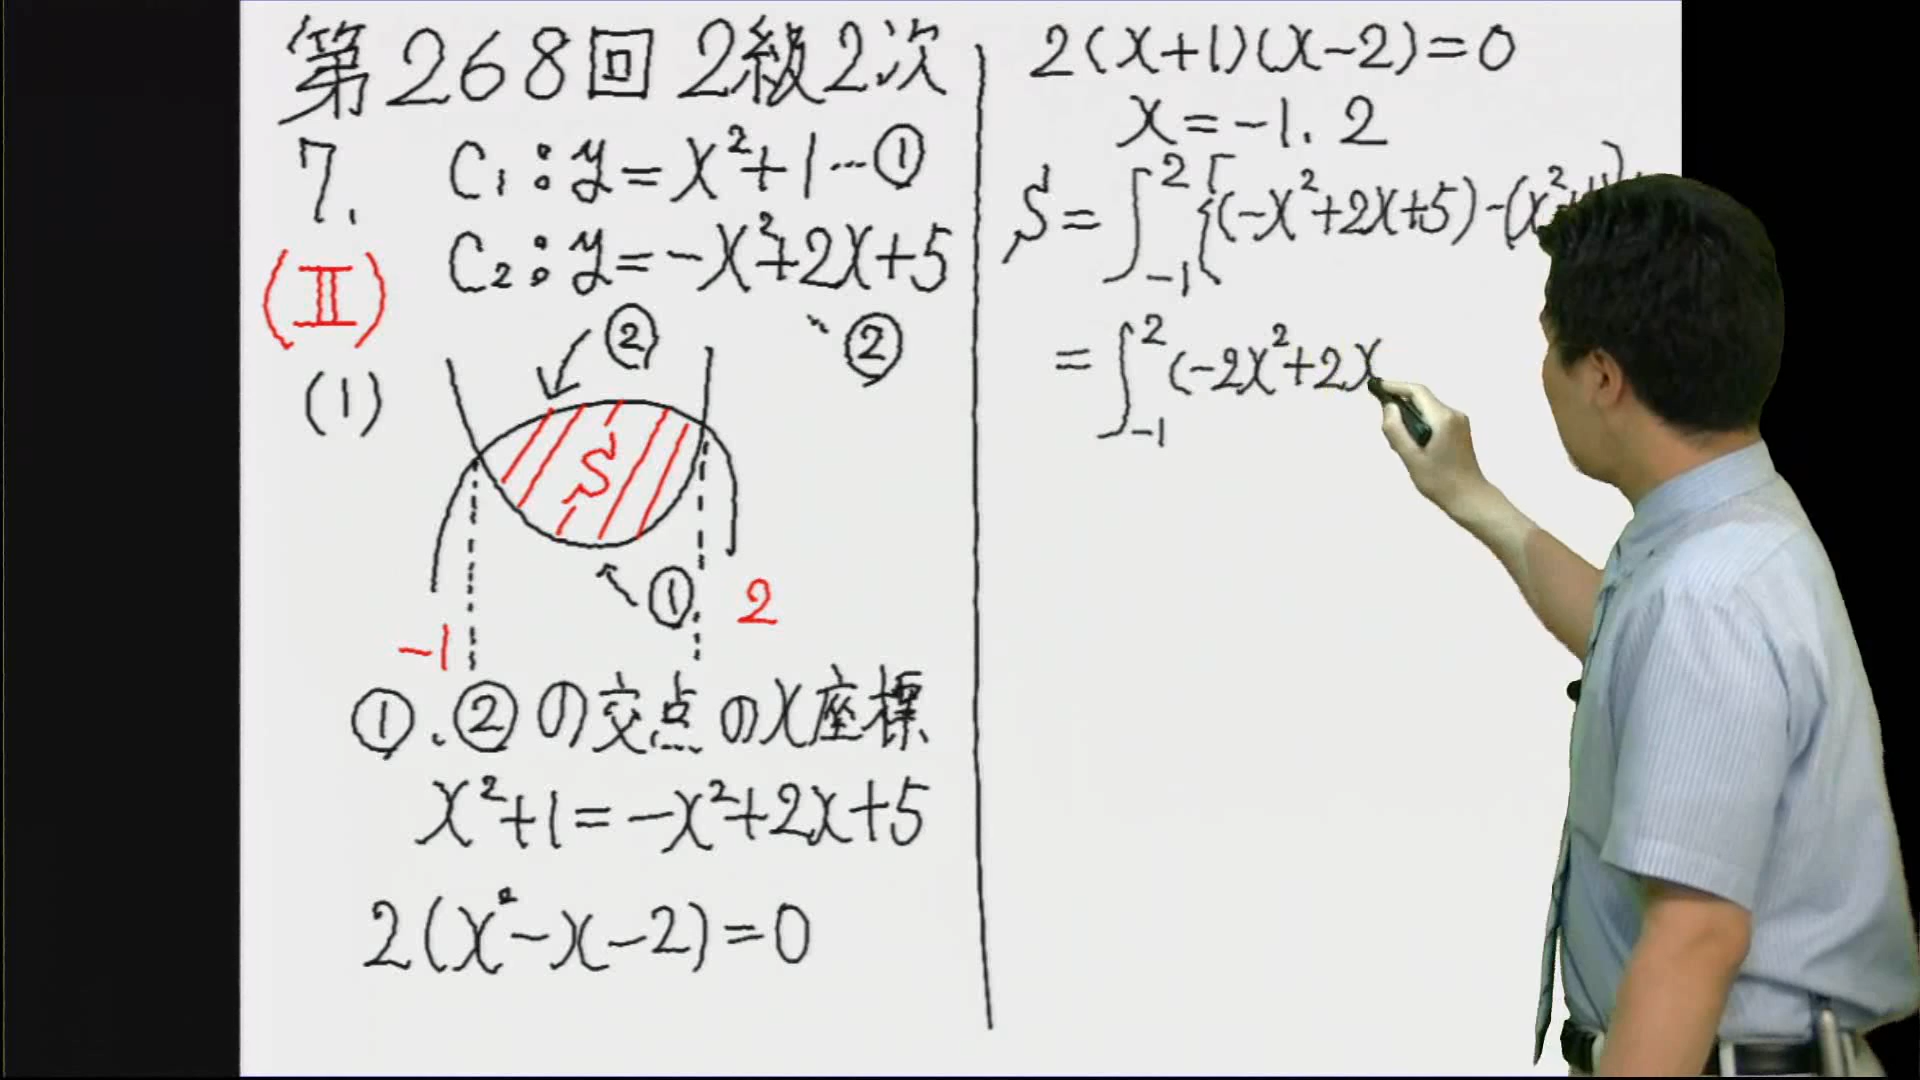 第268回 2級2次
7. C₁:y=x²+1…①
C₂:y=-x²+2x+5
…②
(Ⅱ)
(1)
②
S
①
-1
2
①.②の交点のx座標
x²+1=-x²+2x+5
2(x²-x-2)=0
2(x+1)(x-2)=0
x=-1.2
S=∫₋₁²{(-x²+2x+5)-(x²+1)}
=∫₋₁²(-2x²+2x